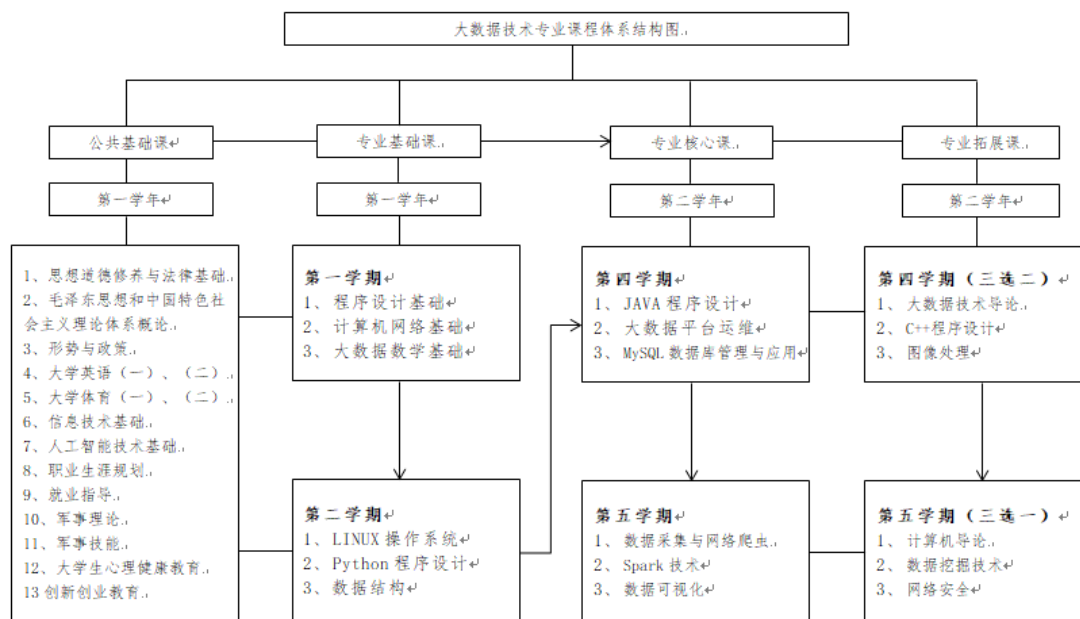 大数据技术专业课程体系结构图
公共基础课
专业基础课
专业核心课
专业拓展课
第一学年
第一学年
第二学年
第二学年
1、思想道德修养与法律基础
2、毛泽东思想和中国特色社
会主义理论体系概论
3、形势与政策
4、大学英语（一）、（二）
5、大学体育（一）、（二）
6、信息技术基础
7、人工智能技术基础
8、职业生涯规划
9、就业指导
10、军事理论
11、军事技能
12、大学生心理健康教育
13 创新创业教育
第一学期
1、程序设计基础
2、计算机网络基础
3、大数据数学基础
第二学期
1、LINUX 操作系统
2、Python 程序设计
3、数据结构
第四学期
1、JAVA 程序设计
2、大数据平台运维
3、MySQL 数据库管理与应用
第五学期
1、数据采集与网络爬虫
2、Spark 技术
3、数据可视化
第四学期（三选二）
1、大数据技术导论
2、C++程序设计
3、图像处理
第五学期（三选一）
1、计算机导论
2、数据挖掘技术
3、网络安全